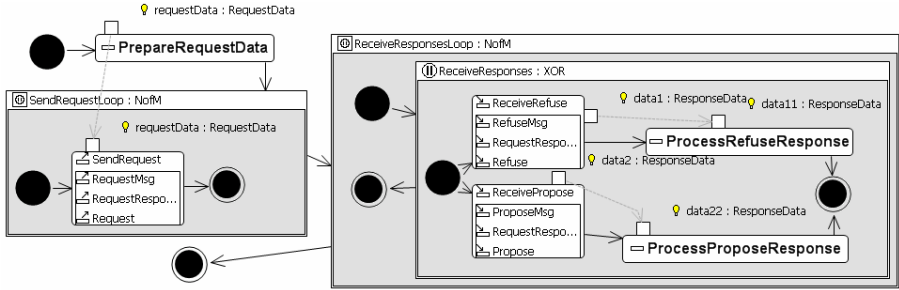 requestData : RequestData
PrepareRequestData
SendRequestLoop : NofM
requestData : RequestData
SendRequest
RequestMsg
RequestRespo...
Request
ReceiveResponsesLoop : NofM
ReceiveResponses : XOR
ReceiveRefuse
RefuseMsg
RequestRespo...
Refuse
data1 : ResponseData
data11 : ResponseData
ProcessRefuseResponse
data2 : ResponseData
ReceivePropose
ProposeMsg
RequestRespo...
Propose
data22 : ResponseData
ProcessProposeResponse